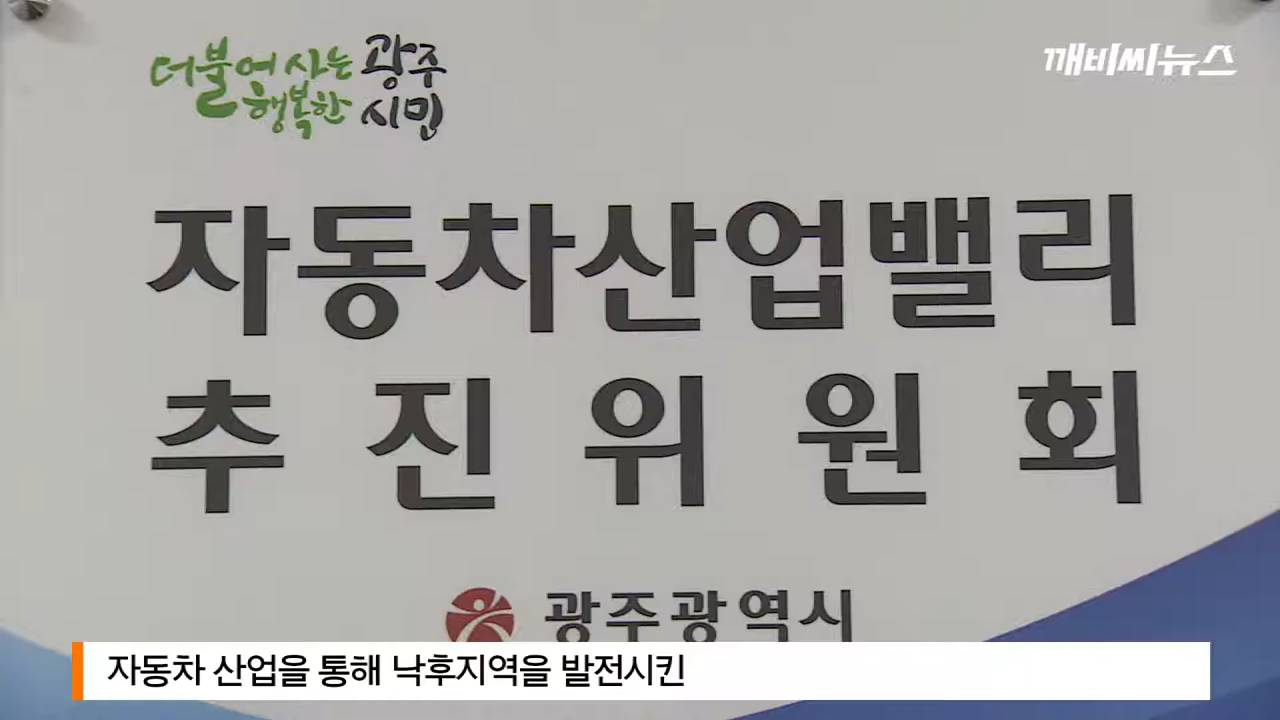 더불어 사는 광주
행복한 시민
깨비씨뉴스
자동차산업밸리
추진위원회
광주광역시
자동차 산업을 통해 낙후지역을 발전시킨